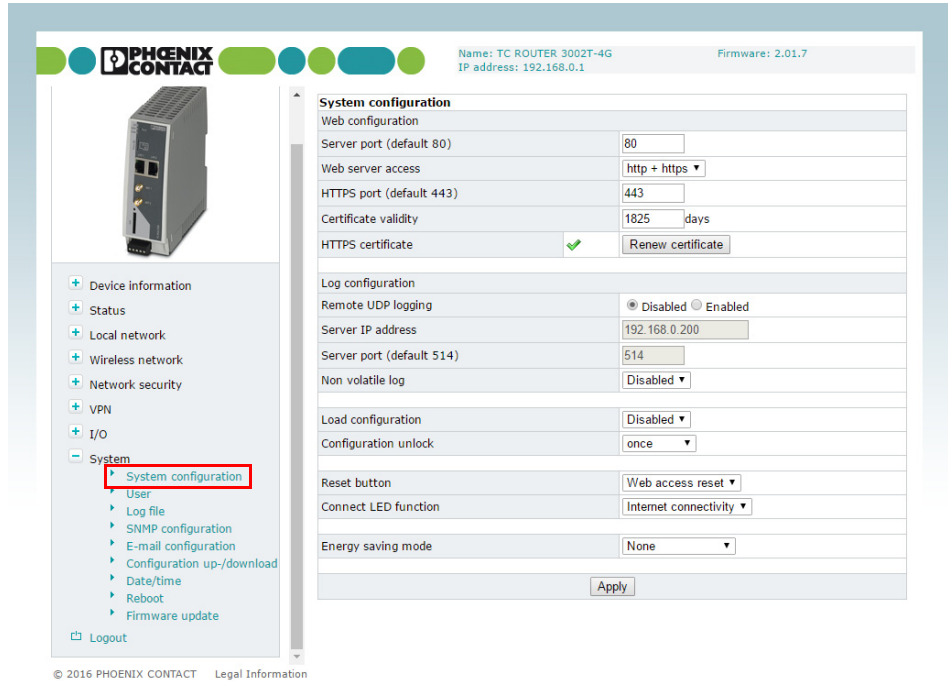 PHŒNIX
CONTACT
Name: TC ROUTER 3002T-4G
Firmware: 2.01.7
IP address: 192.168.0.1
Device information
Status
Local network
Wireless network
Network security
VPN
I/O
System
System configuration
User
Log file
SNMP configuration
E-mail configuration
Configuration up-/download
Date/time
Reboot
Firmware update
Logout
System configuration
Web configuration
Server port (default 80) 80
Web server access http + https
HTTPS port (default 443) 443
Certificate validity 1825 days
HTTPS certificate Renew certificate
Log configuration
Remote UDP logging Disabled Enabled
Server IP address 192.168.0.200
Server port (default 514) 514
Non volatile log Disabled
Load configuration Disabled
Configuration unlock once
Reset button Web access reset
Connect LED function Internet connectivity
Energy saving mode None
Apply
© 2016 PHOENIX CONTACT Legal Information